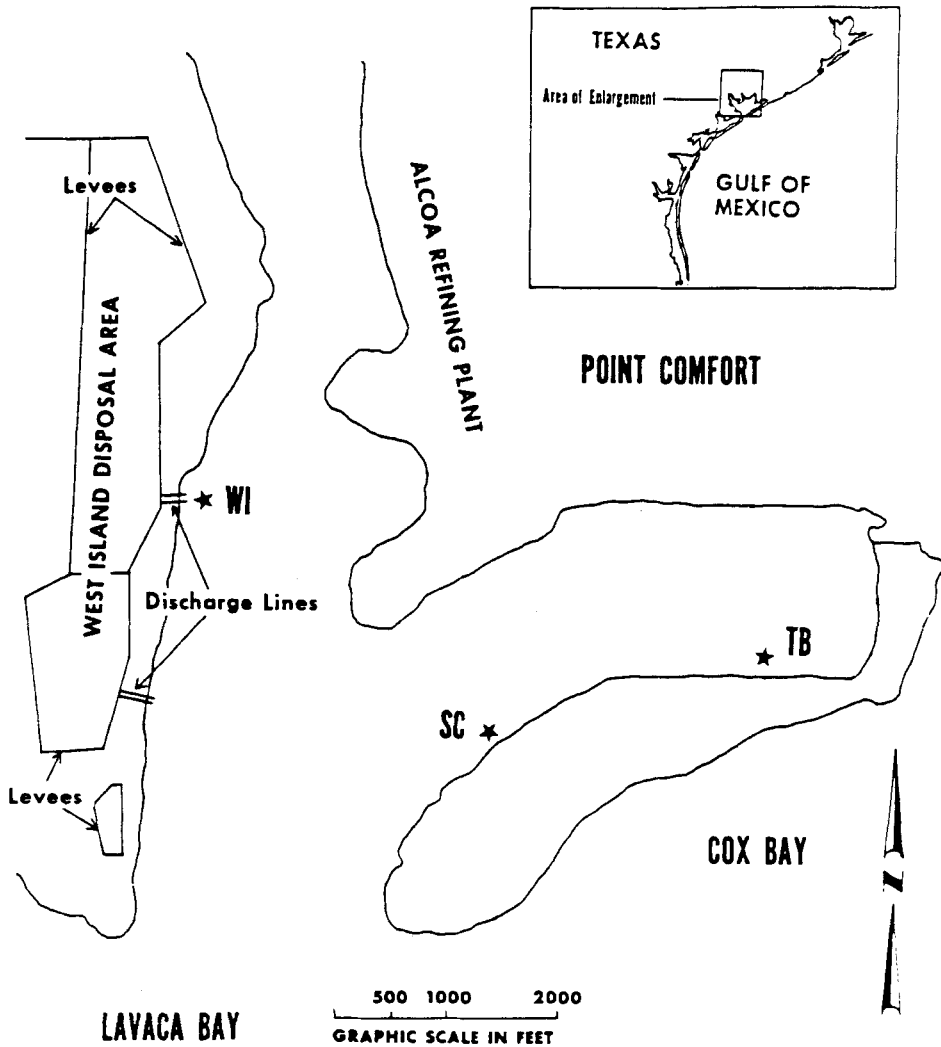 TEXAS
Area of Enlargement
GULF OF
MEXICO
Levees
ALCOA REFINING PLANT
WEST ISLAND DISPOSAL AREA
POINT COMFORT
WI
Discharge Lines
TB
SC
Levees
COX BAY
N
500 1000 2000
GRAPHIC SCALE IN FEET
LAVACA BAY